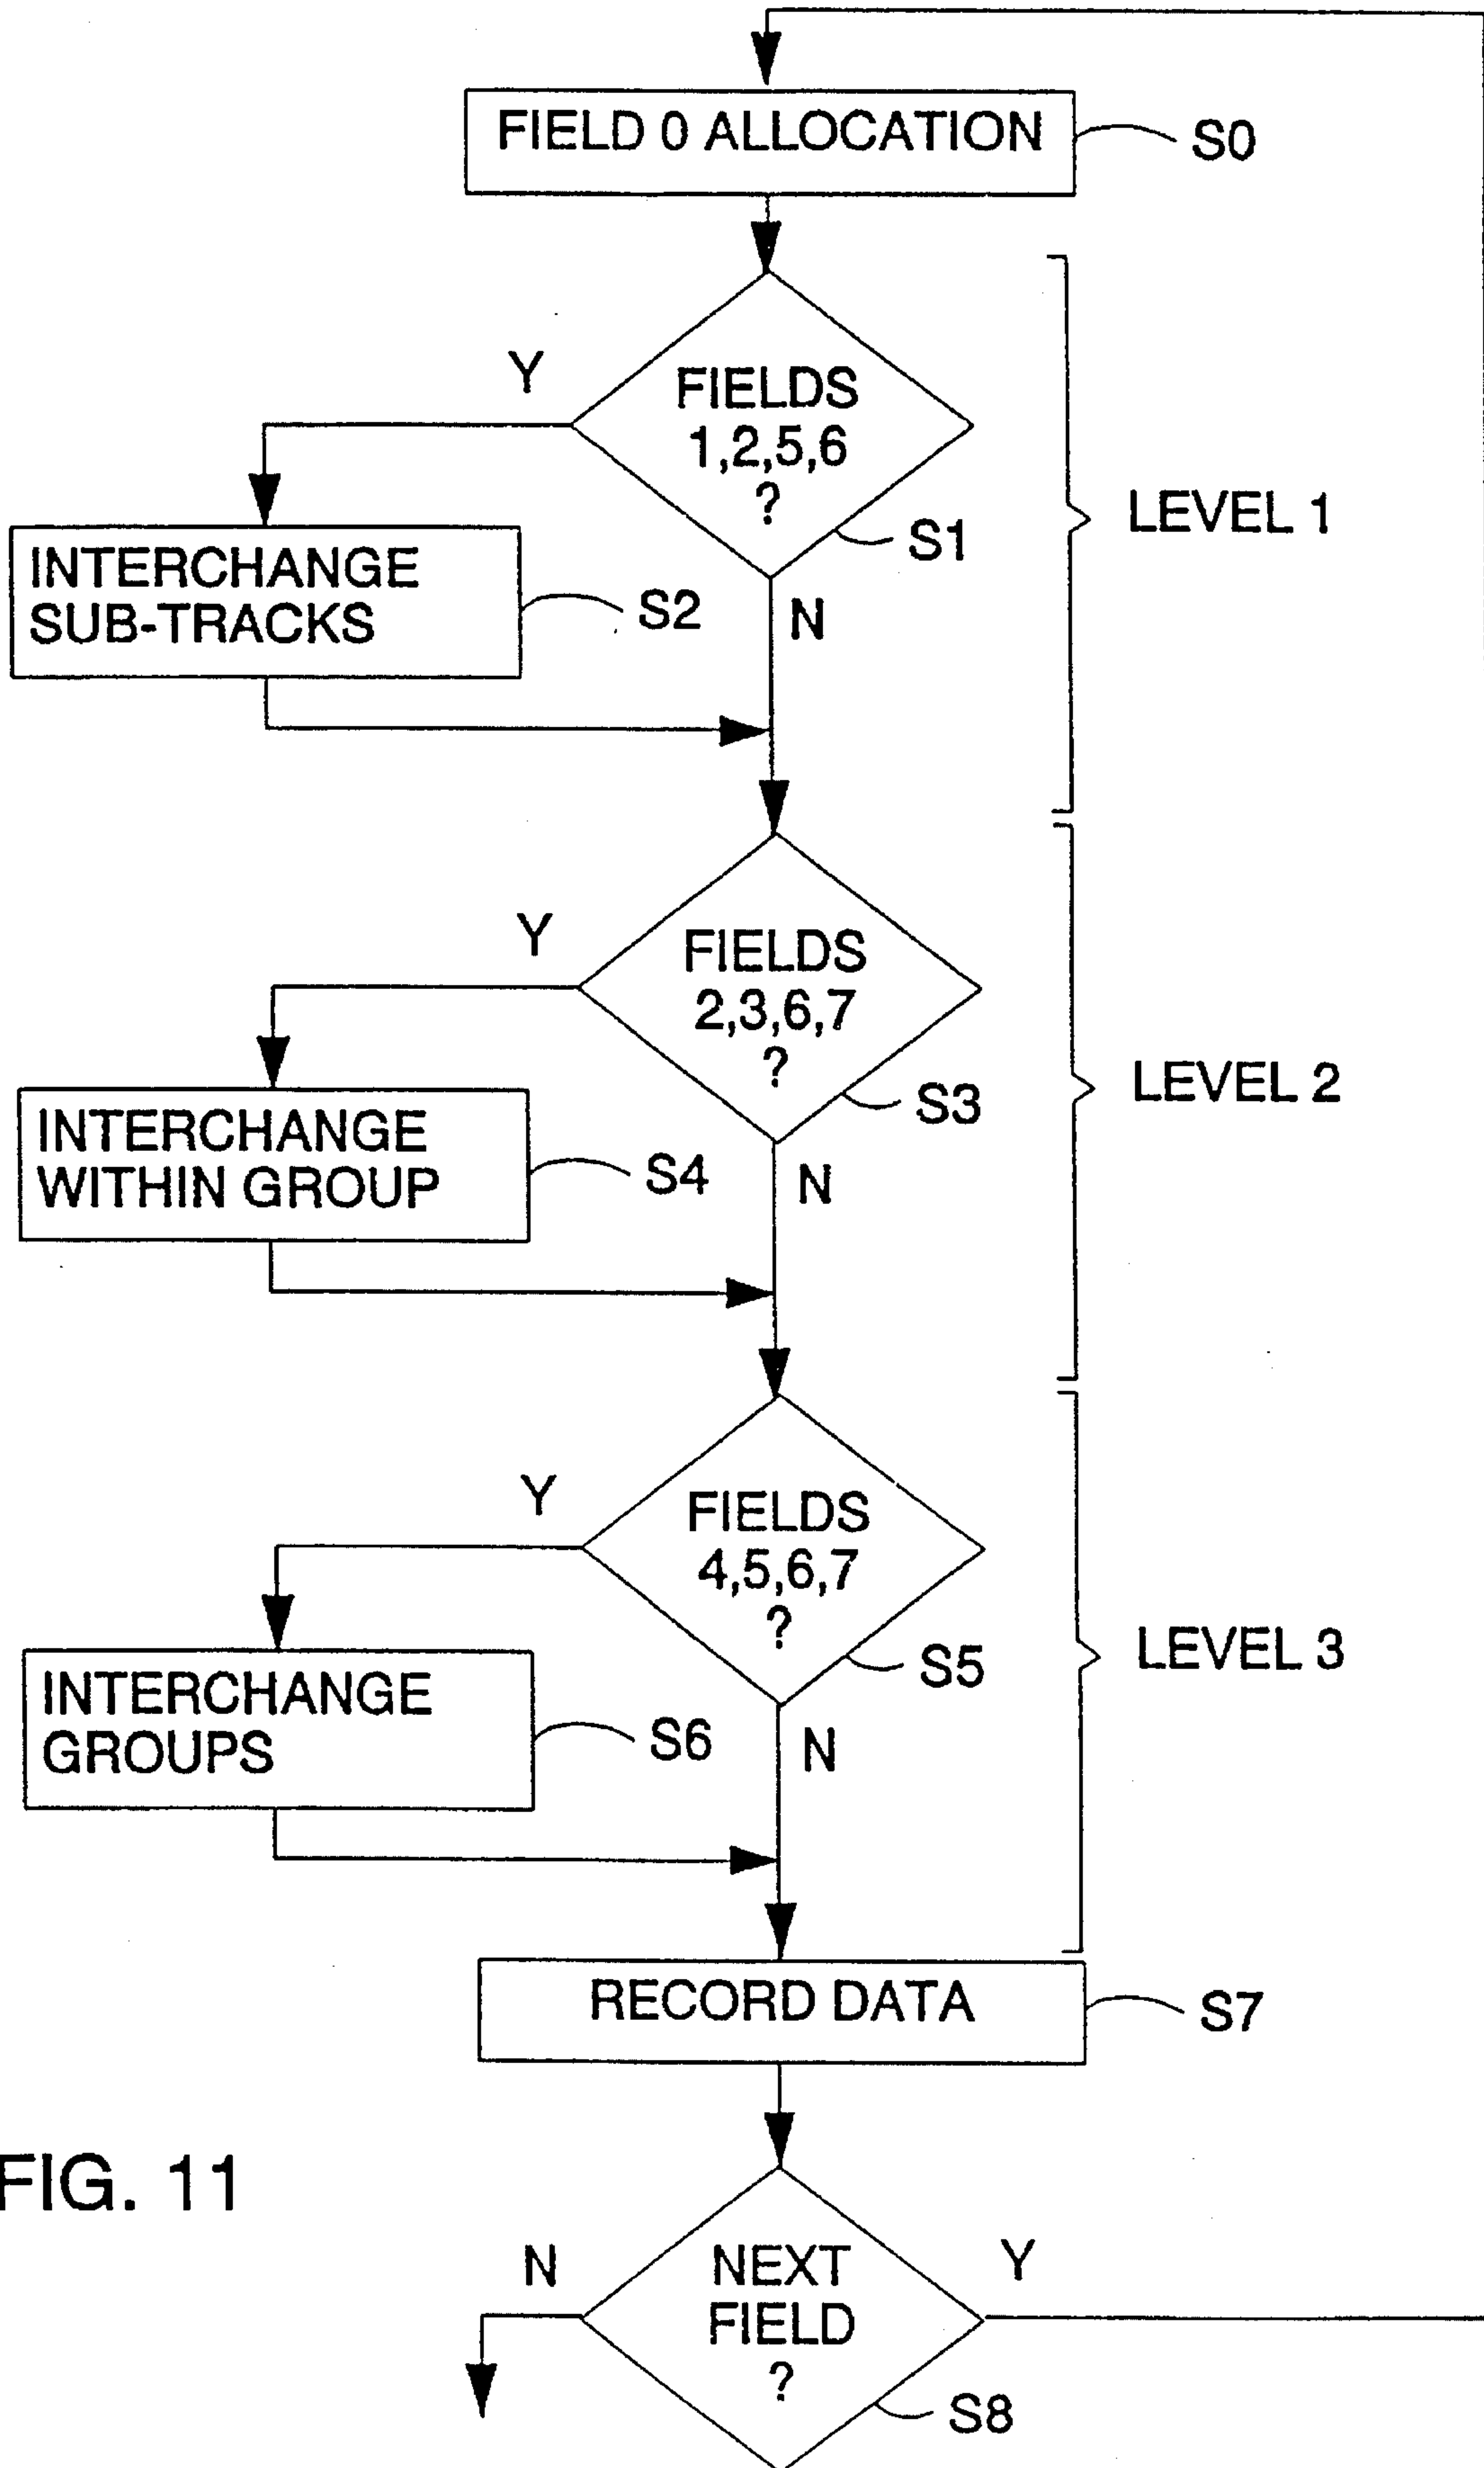 FIELD 0 ALLOCATION
S0
Y
FIELDS
1,2,5,6
?
S1
LEVEL 1
INTERCHANGE
SUB-TRACKS
S2
N
Y
FIELDS
2,3,6,7
?
S3
LEVEL 2
INTERCHANGE
WITHIN GROUP
S4
N
Y
FIELDS
4,5,6,7
?
S5
LEVEL 3
INTERCHANGE
GROUPS
S6
N
RECORD DATA
S7
FIG. 11
N
NEXT
FIELD
?
Y
S8